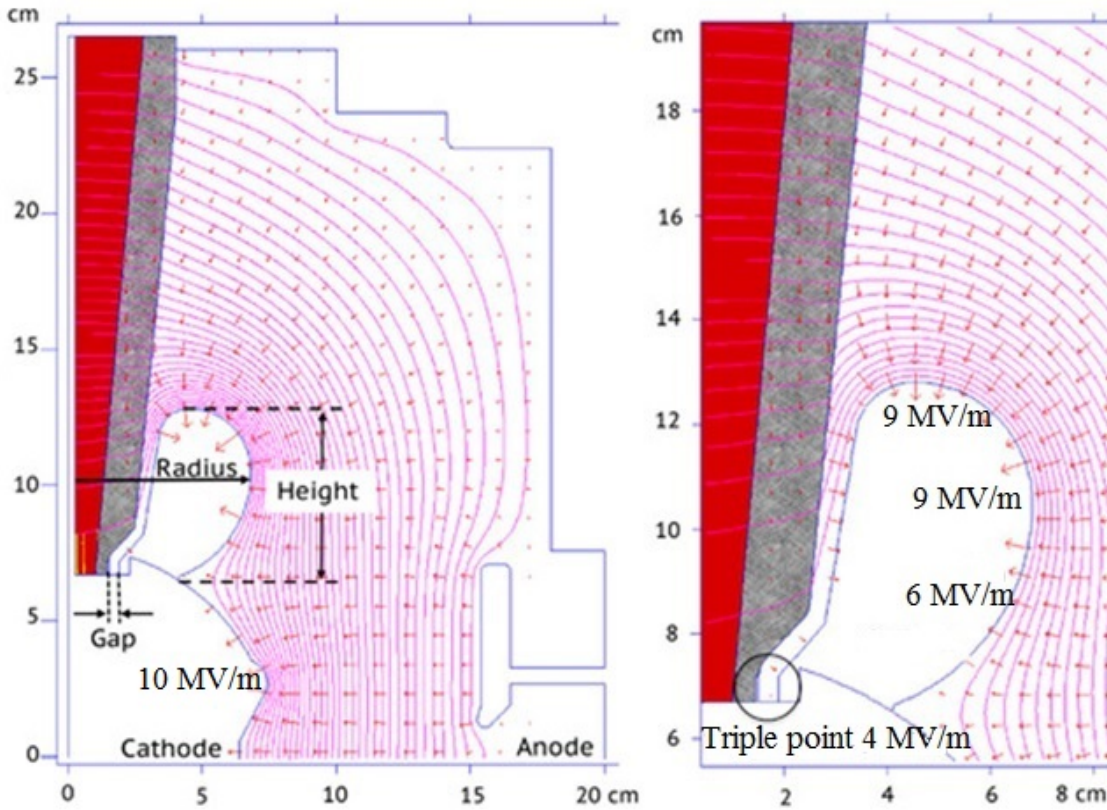 cm
25
20
15
10
5
0
Radius
Height
Gap
10 MV/m
Cathode
Anode
0
5
10
15
20 cm
cm
18
16
14
12
10
8
6
9 MV/m
9 MV/m
6 MV/m
Triple point 4 MV/m
2
4
6
8 cm